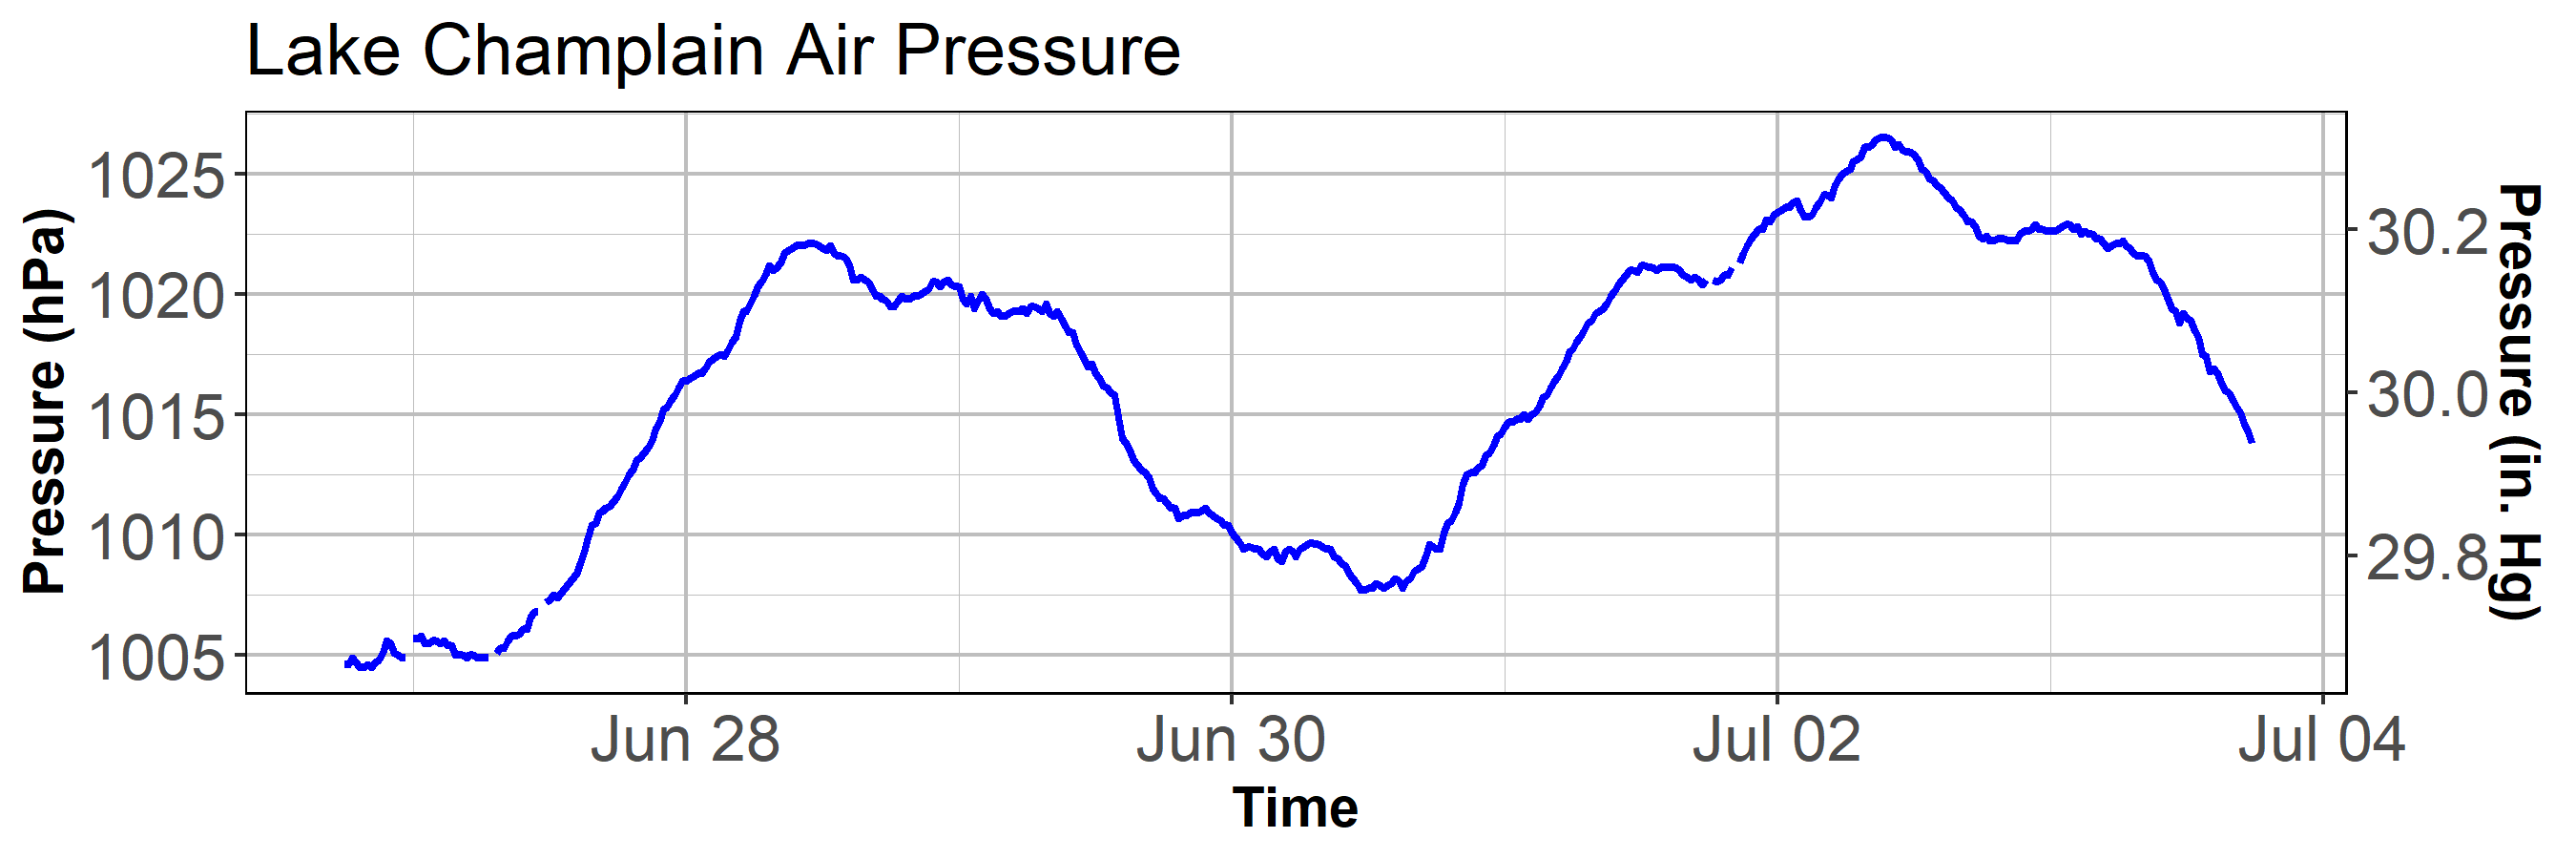 Lake Champlain Air Pressure
Pressure (hPa)
1025
1020
1015
1010
1005
30.2
30.0
29.8
Pressure (in. Hg)
Jun 28
Jun 30
Jul 02
Jul 04
Time